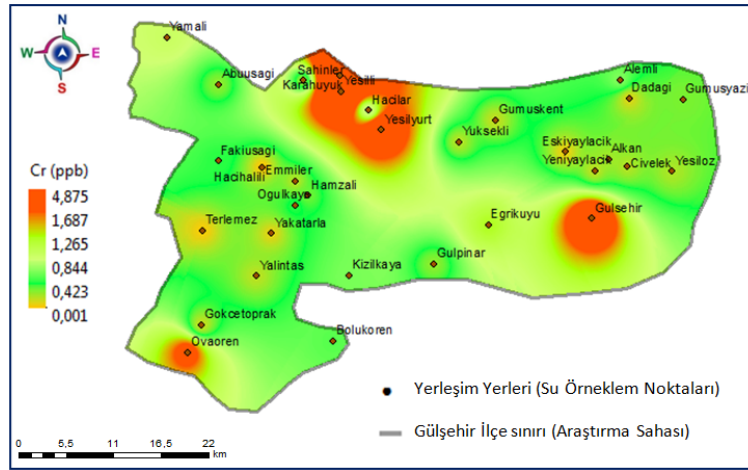 N
W E
S
Cr (ppb)
4,875
1,687
1,265
0,844
0,423
0,001
Yamali
Abuusagi
Sahinler
Yesilli
Karahuyuk
Hacilar
Yesilyurt
Gumuskent
Yuksekli
Alemli
Dadagi
Gumusyazi
Eskiyaylacik
Alkan
Yeniyaylacik
Civelek
Yesiloz
Fakiusagi
Hacihalili
Emmiler
Hamzali
Ogulkaya
Terlemez
Yakatarla
Egrikuyu
Gulsehir
Yalintas
Kizilkaya
Gulpinar
Gokcetoprak
Ovaoren
Bolukoren
Yerleşim Yerleri (Su Örneklem Noktaları)
Gülşehir İlçe sınırı (Araştırma Sahası)
0 5,5 11 16,5 22
km